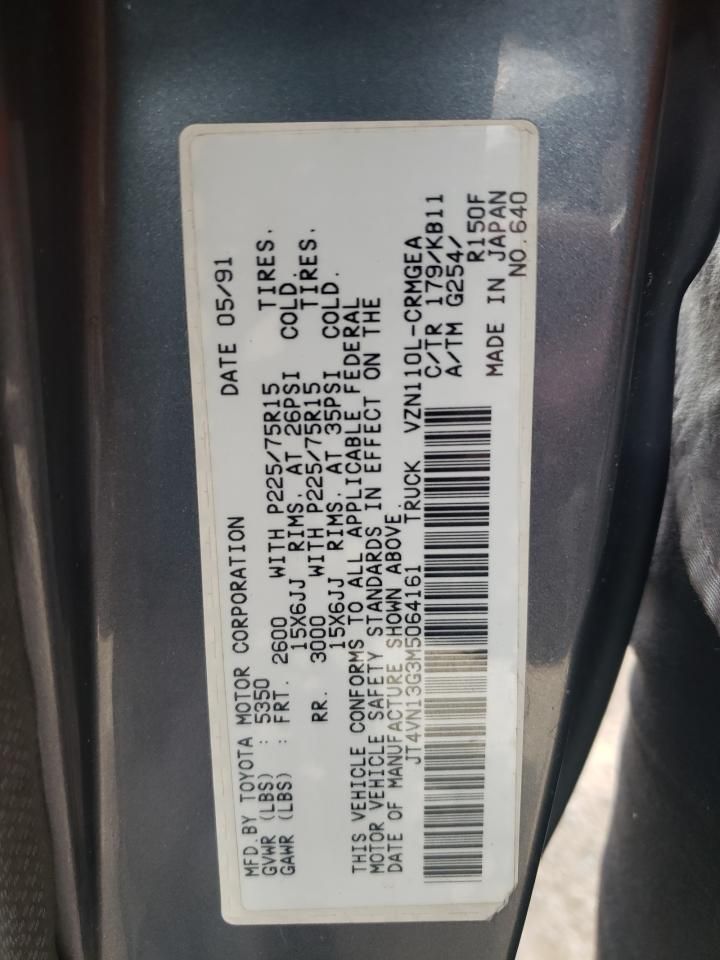 MFD. BY TOYOTA MOTOR CORPORATION DATE 05/91
GVWR (LBS) : 5350
GAWR (LBS) : FRT. 2600 WITH P225/75R15 TIRES.
15X6JJ RIMS. AT 26PSI COLD.
RR. 3000 WITH P225/75R15 TIRES.
15X6JJ RIMS. AT 35PSI COLD.
THIS VEHICLE CONFORMS TO ALL APPLICABLE FEDERAL
MOTOR VEHICLE SAFETY STANDARDS IN EFFECT ON THE
DATE OF MANUFACTURE SHOWN ABOVE.
JT4VN13G3M5064161 TRUCK VZN110L-CRMGEA
C/TR 179/KB11
A/TM G254/
R150F
MADE IN JAPAN
NO.640